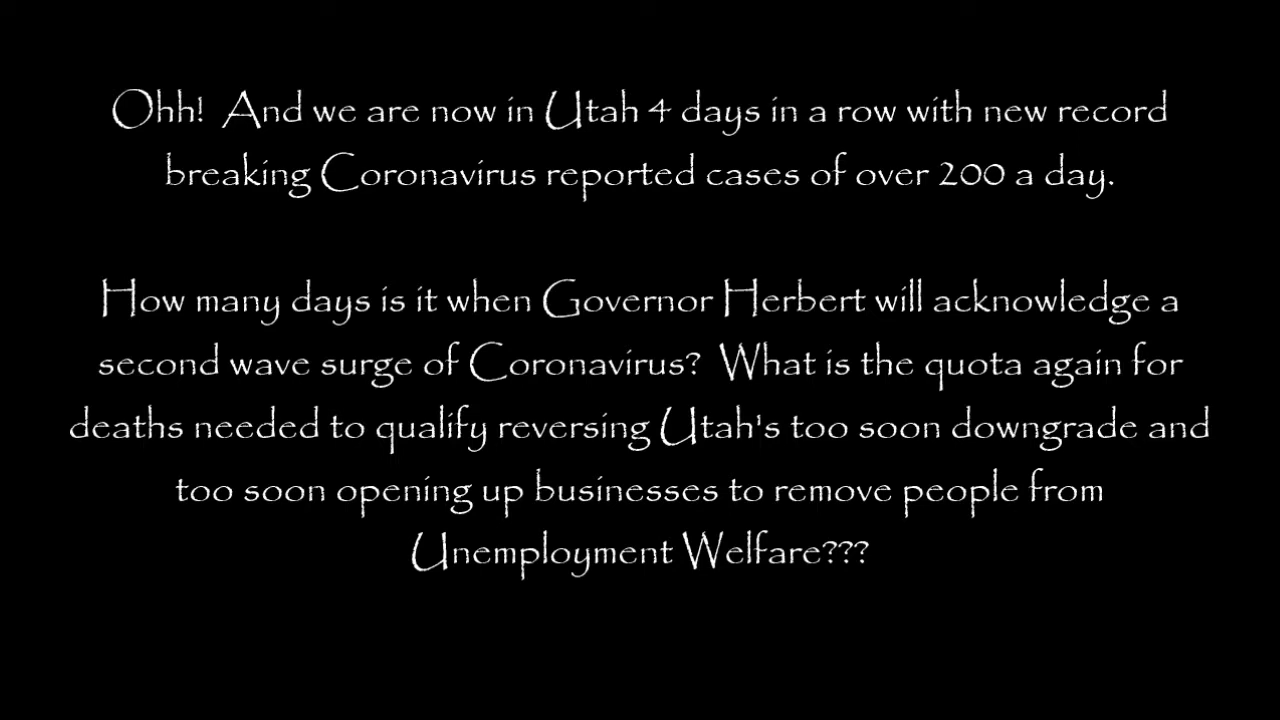 Ohh!  And we are now in Utah 4 days in a row with new record
breaking Coronavirus reported cases of over 200 a day.
How many days is it when Governor Herbert will acknowledge a
second wave surge of Coronavirus?  What is the quota again for
deaths needed to qualify reversing Utah's too soon downgrade and
too soon opening up businesses to remove people from
Unemployment Welfare???